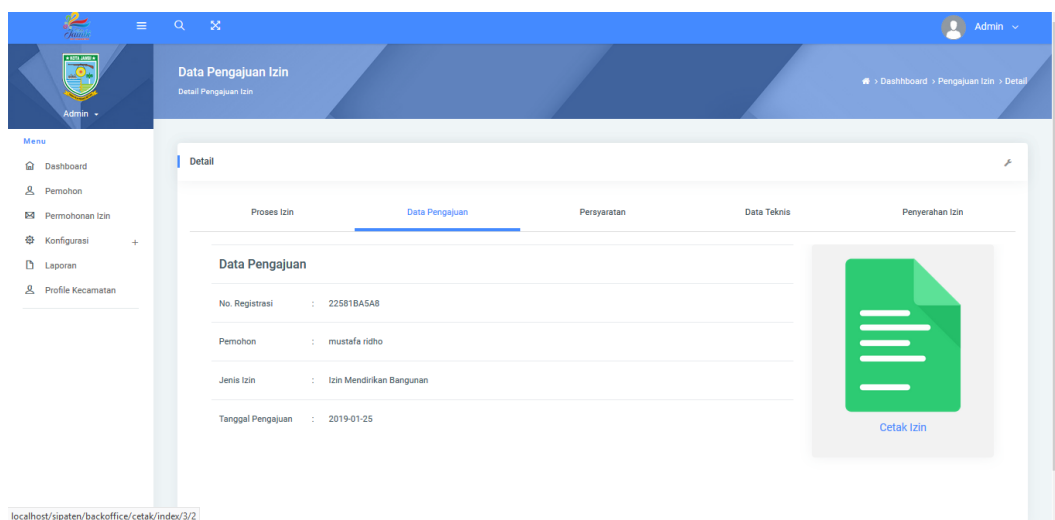 Admin
Data Pengajuan Izin
Detail Pengajuan Izin
> Dashhboard > Pengajuan Izin > Detail
KOTA JAMBI
Admin
Menu
Dashboard
Pemohon
Permohonan Izin
Konfigurasi +
Laporan
Profile Kecamatan
Detail
Proses Izin Data Pengajuan Persyaratan Data Teknis Penyerahan Izin
Data Pengajuan
No. Registrasi : 22581BA5A8
Pemohon : mustafa ridho
Jenis Izin : Izin Mendirikan Bangunan
Tanggal Pengajuan : 2019-01-25
Cetak Izin
localhost/sipaten/backoffice/cetak/index/3/2